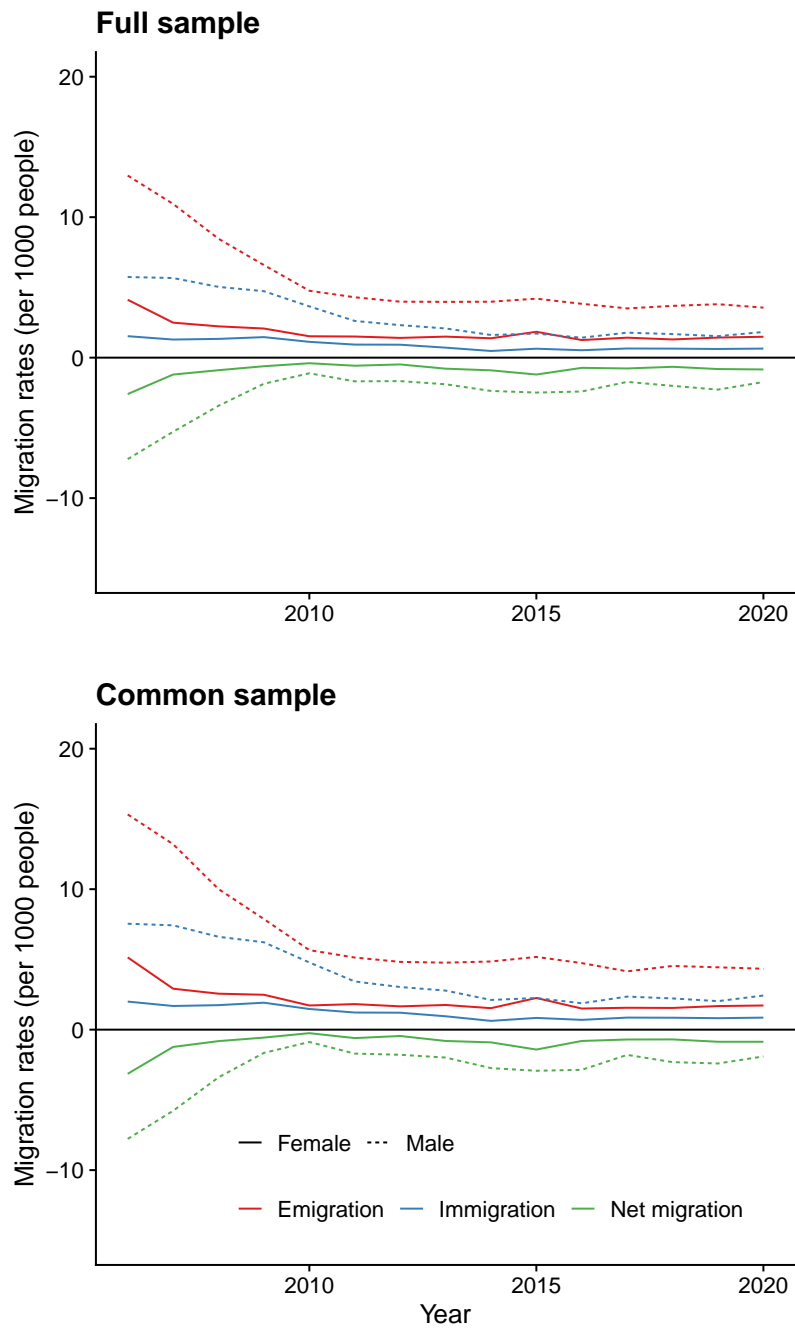 Full sample
Migration rates (per 1000 people)
20
10
0
−10
2010 2015 2020
Common sample
Migration rates (per 1000 people)
20
10
0
−10
Female Male
Emigration Immigration Net migration
2010 2015 2020
Year